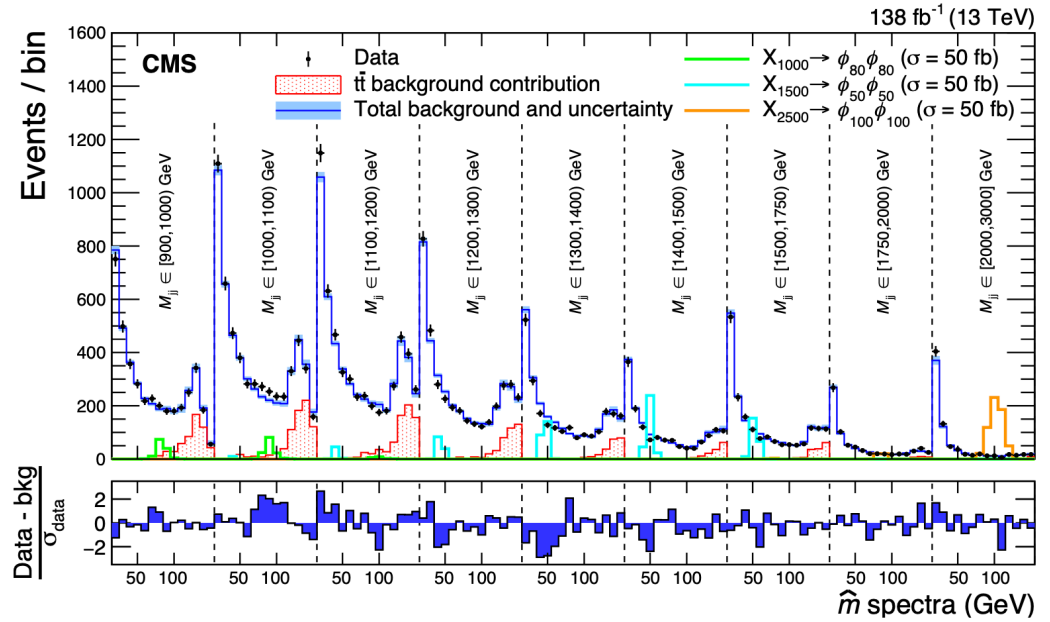 138 fb⁻¹ (13 TeV)
CMS
Data
tt̄ background contribution
Total background and uncertainty
X₁₀₀₀→ ϕ₈₀ϕ₈₀ (σ = 50 fb)
X₁₅₀₀→ ϕ₅₀ϕ₅₀ (σ = 50 fb)
X₂₅₀₀→ ϕ₁₀₀ϕ₁₀₀ (σ = 50 fb)
Events / bin
1600
1400
1200
1000
800
600
400
200
0
M_jj ∈ [900,1000) GeV
M_jj ∈ [1000,1100) GeV
M_jj ∈ [1100,1200) GeV
M_jj ∈ [1200,1300) GeV
M_jj ∈ [1300,1400) GeV
M_jj ∈ [1400,1500) GeV
M_jj ∈ [1500,1750) GeV
M_jj ∈ [1750,2000) GeV
M_jj ∈ [2000,3000] GeV
Data - bkg
σ_data
2
0
−2
50 100 50 100 50 100 50 100 50 100 50 100 50 100 50 100 50 100
m̂ spectra (GeV)